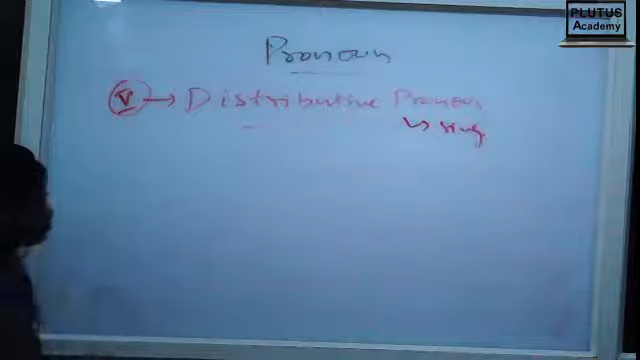 PLUTUS
Academy
Pronoun
V → Distributive Pronoun
↳ sing